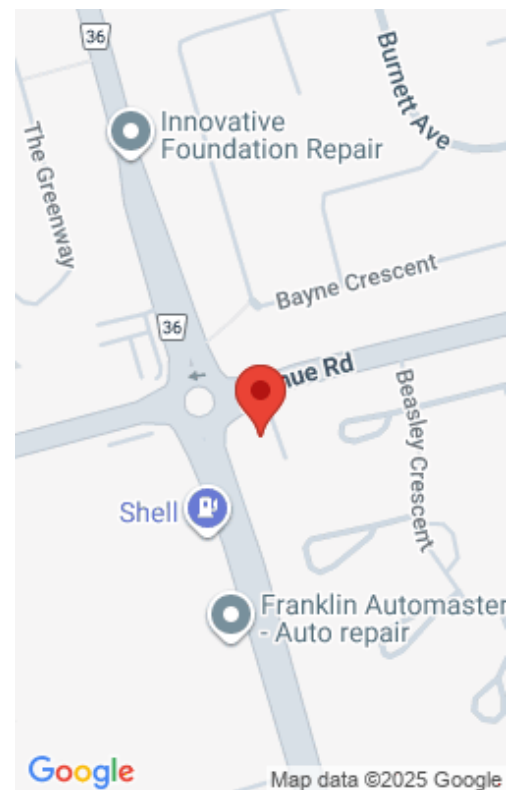 36
Burnett Ave
Innovative
Foundation Repair
The Greenway
Bayne Crescent
36
nue Rd
Beasley Crescent
Shell
Franklin Automaster
- Auto repair
Google
Map data ©2025 Google